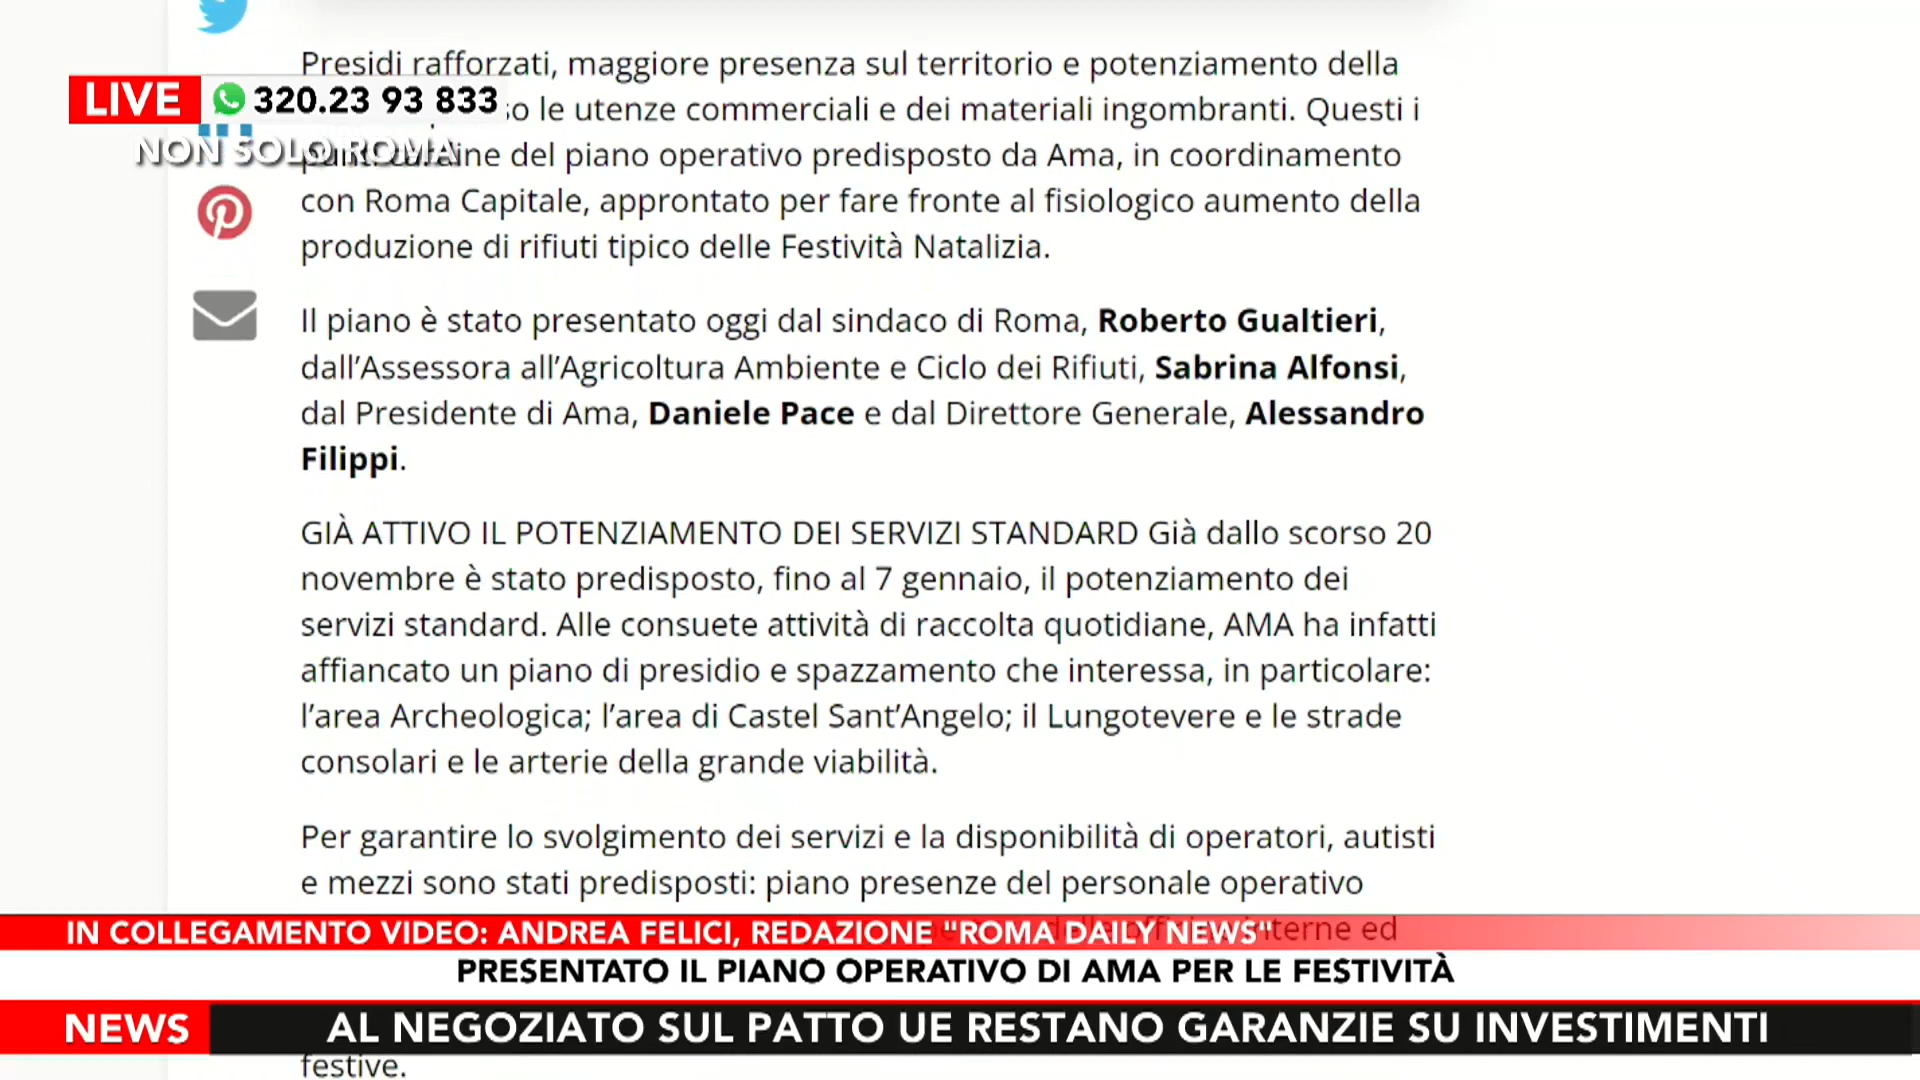 Presidi rafforzati, maggiore presenza sul territorio e potenziamento della
LIVE 320.23 93 833
le utenze commerciali e dei materiali ingombranti. Questi i
NON SOLO ROMA
del piano operativo predisposto da Ama, in coordinamento
con Roma Capitale, approntato per fare fronte al fisiologico aumento della
produzione di rifiuti tipico delle Festività Natalizia.
Il piano è stato presentato oggi dal sindaco di Roma, Roberto Gualtieri,
dall’Assessora all’Agricoltura Ambiente e Ciclo dei Rifiuti, Sabrina Alfonsi,
dal Presidente di Ama, Daniele Pace e dal Direttore Generale, Alessandro
Filippi.
GIÀ ATTIVO IL POTENZIAMENTO DEI SERVIZI STANDARD Già dallo scorso 20
novembre è stato predisposto, fino al 7 gennaio, il potenziamento dei
servizi standard. Alle consuete attività di raccolta quotidiane, AMA ha infatti
affiancato un piano di presidio e spazzamento che interessa, in particolare:
l’area Archeologica; l’area di Castel Sant’Angelo; il Lungotevere e le strade
consolari e le arterie della grande viabilità.
Per garantire lo svolgimento dei servizi e la disponibilità di operatori, autisti
e mezzi sono stati predisposti: piano presenze del personale operativo
IN COLLEGAMENTO VIDEO: ANDREA FELICI, REDAZIONE "ROMA DAILY NEWS"
ed
PRESENTATO IL PIANO OPERATIVO DI AMA PER LE FESTIVITÀ
NEWS AL NEGOZIATO SUL PATTO UE RESTANO GARANZIE SU INVESTIMENTI
festive.